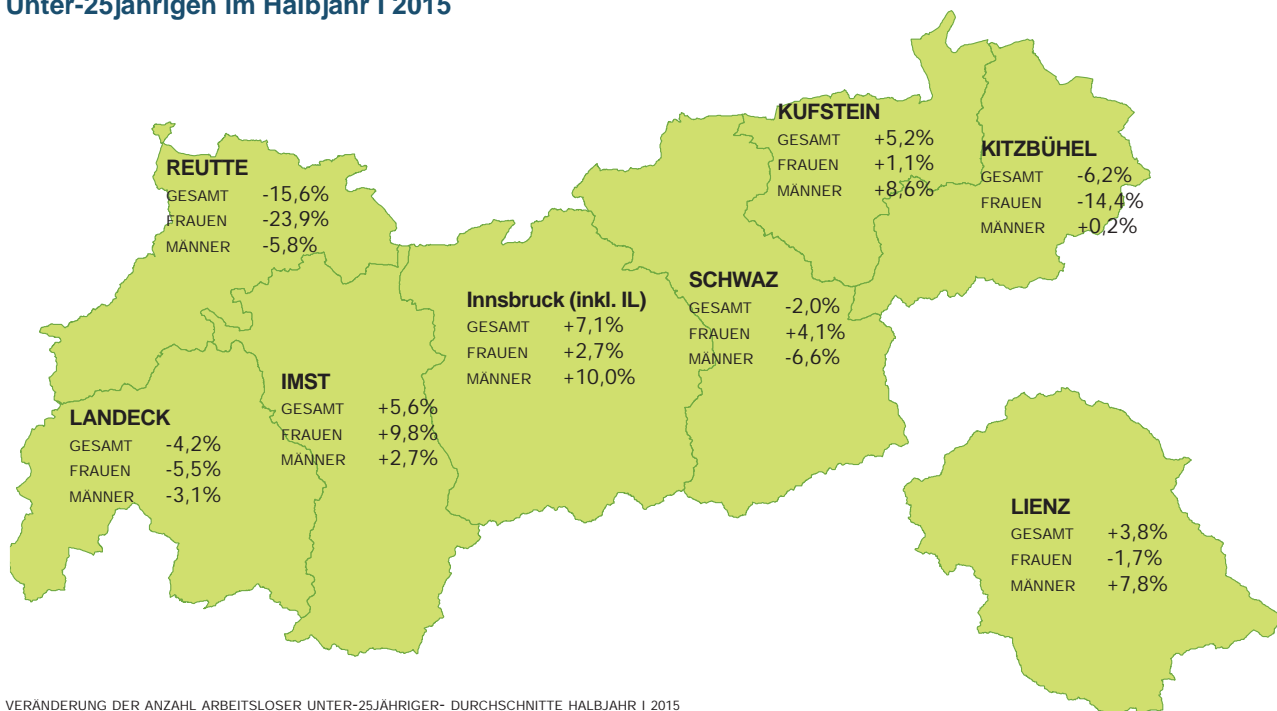 Unter-25jährigen im Halbjahr I 2015
KUFSTEIN
GESAMT +5,2%
FRAUEN +1,1%
MÄNNER +8,6%
KITZBÜHEL
GESAMT -6,2%
FRAUEN -14,4%
MÄNNER +0,2%
REUTTE
GESAMT -15,6%
FRAUEN -23,9%
MÄNNER -5,8%
SCHWAZ
GESAMT -2,0%
FRAUEN +4,1%
MÄNNER -6,6%
Innsbruck (inkl. IL)
GESAMT +7,1%
FRAUEN +2,7%
MÄNNER +10,0%
IMST
GESAMT +5,6%
FRAUEN +9,8%
MÄNNER +2,7%
LANDECK
GESAMT -4,2%
FRAUEN -5,5%
MÄNNER -3,1%
LIENZ
GESAMT +3,8%
FRAUEN -1,7%
MÄNNER +7,8%
VERÄNDERUNG DER ANZAHL ARBEITSLOSER UNTER-25JÄHRIGER- DURCHSCHNITTE HALBJAHR I 2015